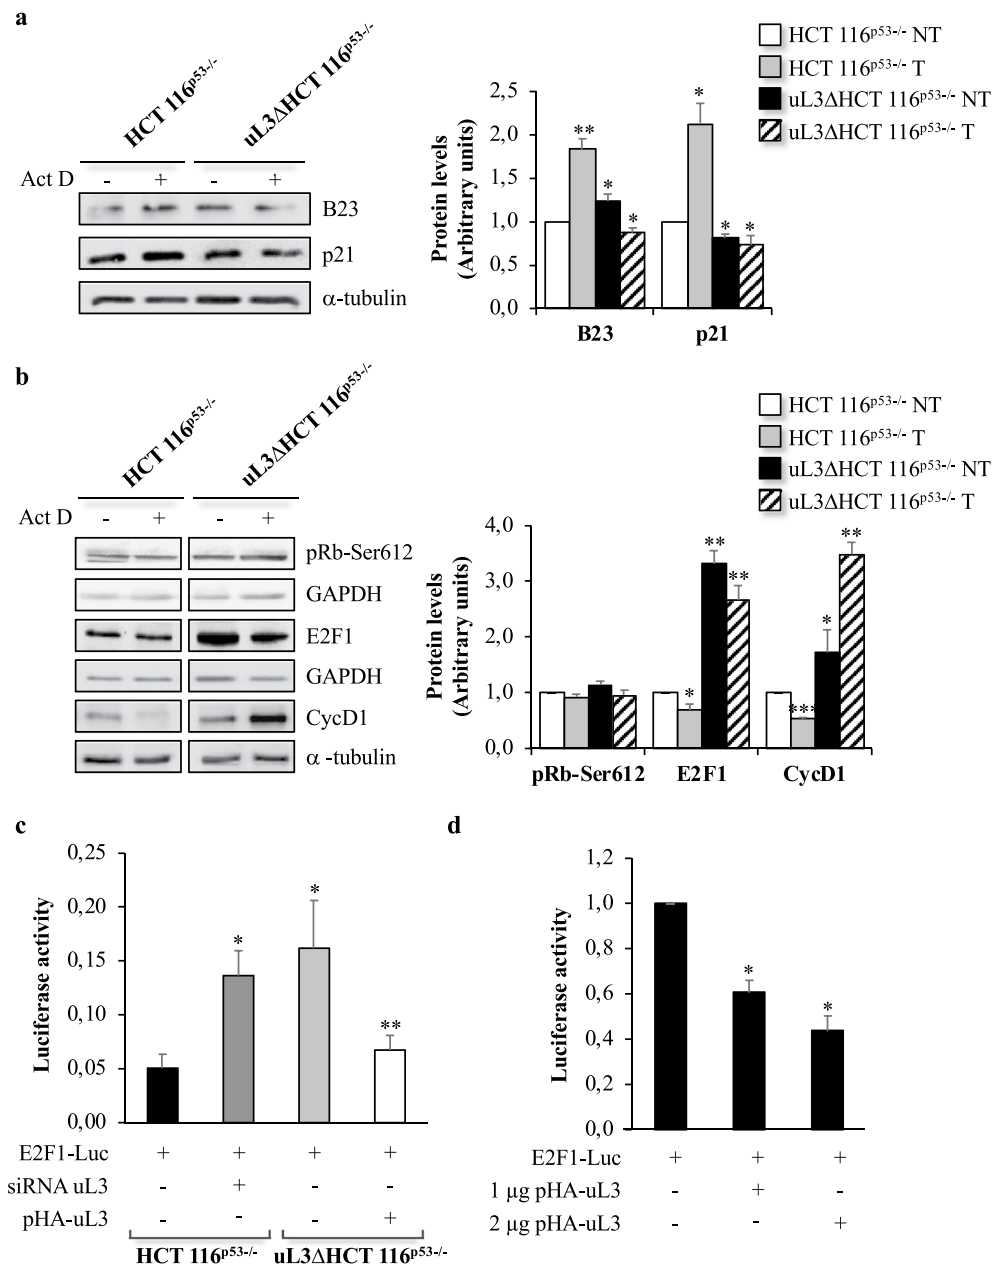 a
HCT 116p53-/-
uL3ΔHCT 116p53-/-
Act D - + - +
B23
p21
α-tubulin
HCT 116p53-/- NT
HCT 116p53-/- T
uL3ΔHCT 116p53-/- NT
uL3ΔHCT 116p53-/- T
Protein levels
(Arbitrary units)
2,5
2,0
1,5
1,0
0,5
0,0
** * * * * *
B23 p21
b
HCT 116p53-/-
uL3ΔHCT 116p53-/-
Act D - + - +
pRb-Ser612
GAPDH
E2F1
GAPDH
CycD1
α -tubulin
HCT 116p53-/- NT
HCT 116p53-/- T
uL3ΔHCT 116p53-/- NT
uL3ΔHCT 116p53-/- T
Protein levels
(Arbitrary units)
4,0
3,0
2,0
1,0
0,0
* ** ** *** * **
pRb-Ser612 E2F1 CycD1
c
Luciferase activity
0,25
0,20
0,15
0,10
0,05
0,00
* * **
E2F1-Luc + + + +
siRNA uL3 - + - -
pHA-uL3 - - - +
HCT 116p53-/- uL3ΔHCT 116p53-/-
d
Luciferase activity
1,2
1,0
0,8
0,6
0,4
0,2
0,0
* *
E2F1-Luc + + +
1 µg pHA-uL3 - + -
2 µg pHA-uL3 - - +